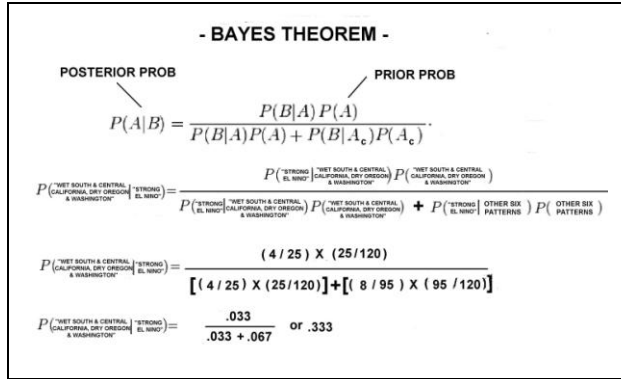 - BAYES THEOREM -
POSTERIOR PROB
PRIOR PROB
P(A|B) = P(B|A) P(A) / P(B|A)P(A) + P(B|Ac)P(Ac) .
P("WET SOUTH & CENTRAL CALIFORNIA, DRY OREGON & WASHINGTON" | "STRONG EL NINO") = P("STRONG EL NINO" | "WET SOUTH & CENTRAL CALIFORNIA, DRY OREGON & WASHINGTON") P("WET SOUTH & CENTRAL CALIFORNIA, DRY OREGON & WASHINGTON") / P("STRONG EL NINO" | "WET SOUTH & CENTRAL CALIFORNIA, DRY OREGON & WASHINGTON") P("WET SOUTH & CENTRAL CALIFORNIA, DRY OREGON & WASHINGTON") + P("STRONG EL NINO" | OTHER SIX PATTERNS) P(OTHER SIX PATTERNS)
P("WET SOUTH & CENTRAL CALIFORNIA, DRY OREGON & WASHINGTON" | "STRONG EL NINO") = (4 / 25) X (25/120) / [(4 / 25) X (25/120)]+[( 8 / 95) X (95 /120)]
P("WET SOUTH & CENTRAL CALIFORNIA, DRY OREGON & WASHINGTON" | "STRONG EL NINO") = .033 / .033 + .067 or .333